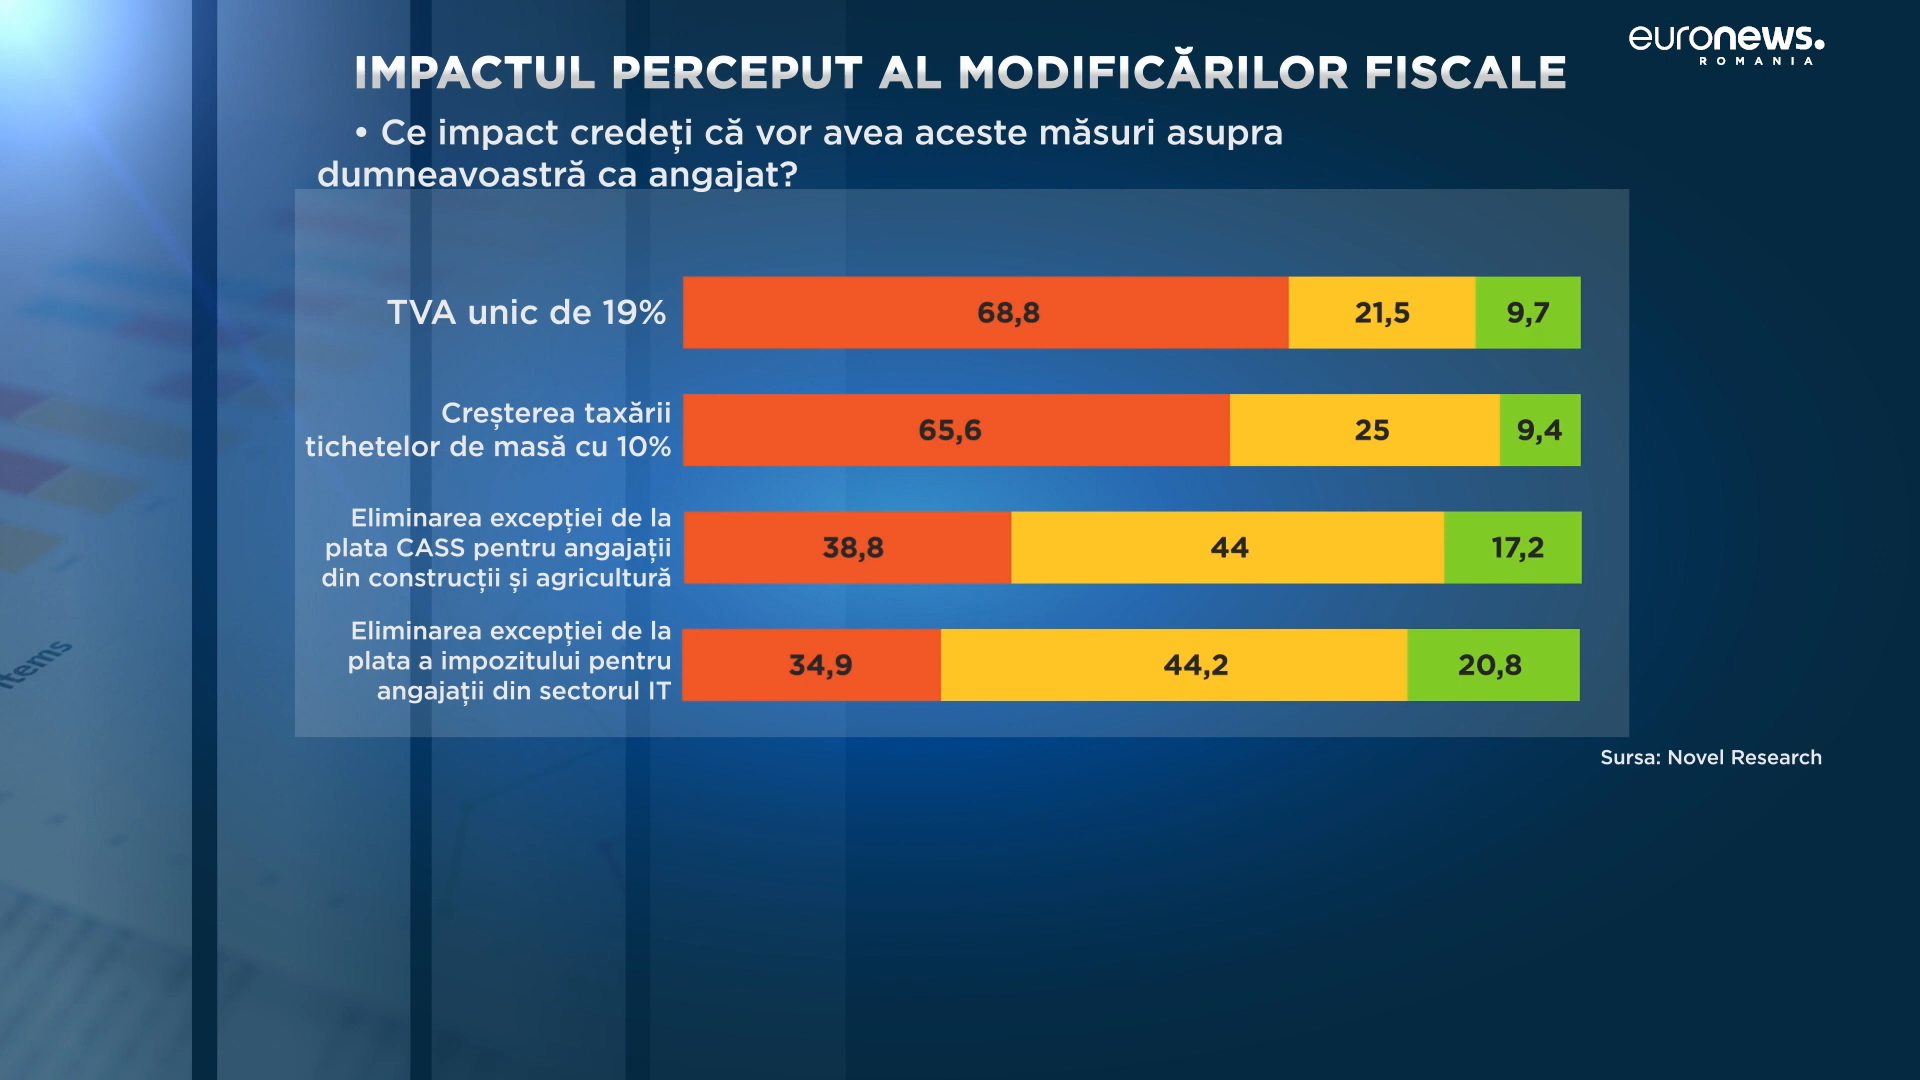 IMPACTUL PERCEPUT AL MODIFICĂRILOR FISCALE
euronews.
ROMANIA
• Ce impact credeți că vor avea aceste măsuri asupra
dumneavoastră ca angajat?
TVA unic de 19%
68,8
21,5
9,7
Creșterea taxării
tichetelor de masă cu 10%
65,6
25
9,4
Eliminarea excepției de la
plata CASS pentru angajații
din construcții și agricultură
38,8
44
17,2
Eliminarea excepției de la
plata a impozitului pentru
angajații din sectorul IT
34,9
44,2
20,8
Sursa: Novel Research
tems